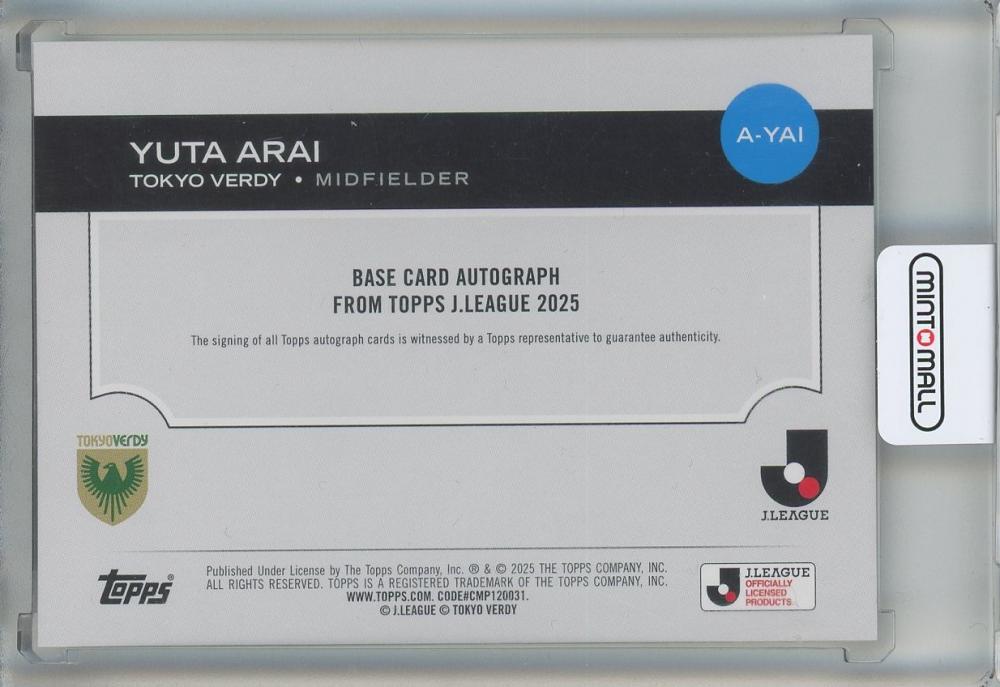 YUTA ARAI
TOKYO VERDY • MIDFIELDER
A-YAI
BASE CARD AUTOGRAPH
FROM TOPPS J.LEAGUE 2025
The signing of all Topps autograph cards is witnessed by a Topps representative to guarantee authenticity.
TOKYO VERDY
J.LEAGUE
topps®
Published Under License by The Topps Company, Inc. ® & © 2025 THE TOPPS COMPANY, INC.
ALL RIGHTS RESERVED. TOPPS IS A REGISTERED TRADEMARK OF THE TOPPS COMPANY, INC.
WWW.TOPPS.COM. CODE#CMP120031.
© J.LEAGUE © TOKYO VERDY
J.LEAGUE
OFFICIALLY
LICENSED
PRODUCTS
MINTOMALL